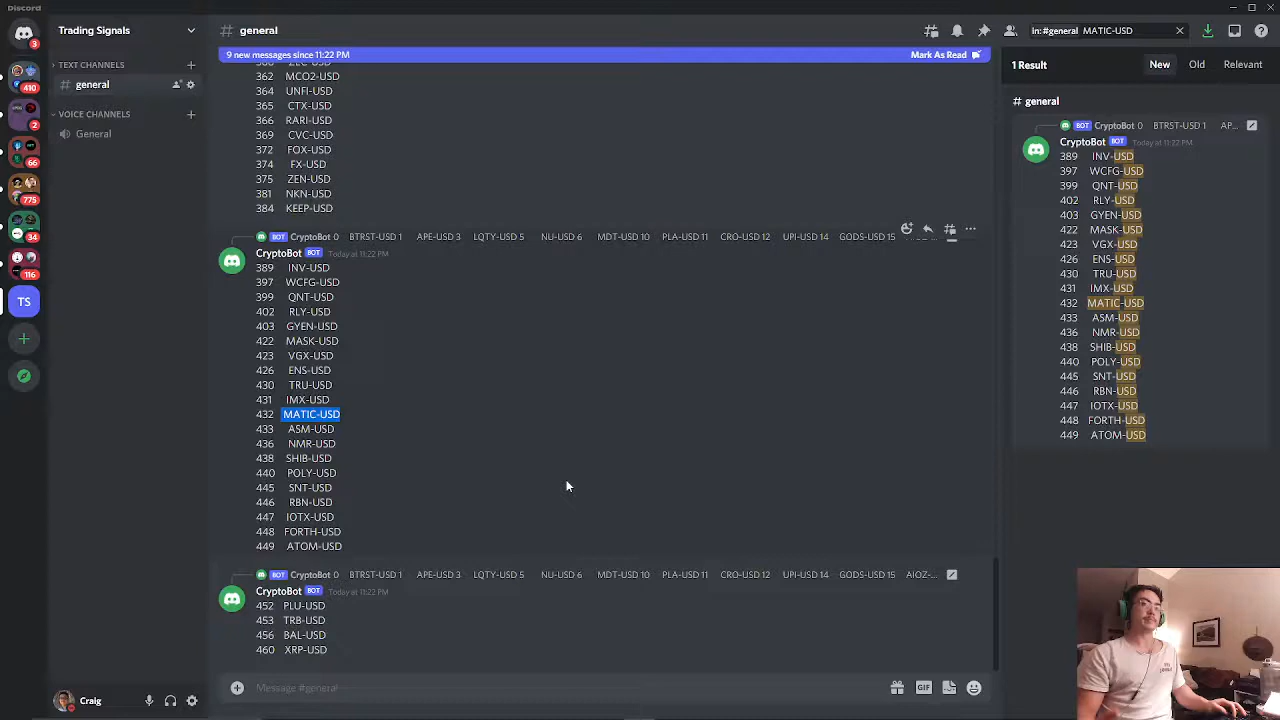 Discord
Trading Signals
# general
in:#general MATIC-USD
3
410
2
66
775
34
116
TS
TEXT CHANNELS
# general
VOICE CHANNELS
General
Craig
9 new messages since 11:22 PM
Mark As Read
362 MCO2-USD
364 UNFI-USD
365 CTX-USD
366 RARI-USD
369 CVC-USD
372 FOX-USD
374 FX-USD
375 ZEN-USD
381 NKN-USD
384 KEEP-USD
BOT CryptoBot 0 BTRST-USD 1 APE-USD 3 LQTY-USD 5 NU-USD 6 MDT-USD 10 PLA-USD 11 CRO-USD 12 UPI-USD 14 GODS-USD 15
CryptoBot BOT Today at 11:22 PM
389 INV-USD
397 WCFG-USD
399 QNT-USD
402 RLY-USD
403 GYEN-USD
422 MASK-USD
423 VGX-USD
426 ENS-USD
430 TRU-USD
431 IMX-USD
432 MATIC-USD
433 ASM-USD
436 NMR-USD
438 SHIB-USD
440 POLY-USD
445 SNT-USD
446 RBN-USD
447 IOTX-USD
448 FORTH-USD
449 ATOM-USD
BOT CryptoBot 0 BTRST-USD 1 APE-USD 3 LQTY-USD 5 NU-USD 6 MDT-USD 10 PLA-USD 11 CRO-USD 12 UPI-USD 14 GODS-USD 15 AIOZ-...
CryptoBot BOT Today at 11:22 PM
452 PLU-USD
453 TRB-USD
456 BAL-USD
460 XRP-USD
Message #general
GIF
1 Result
New Old Relevant
# general
BOT CryptoBot 0 BTRST-USD 1 AP...
CryptoBot BOT Today at 11:22 PM
389 INV-USD
397 WCFG-USD
399 QNT-USD
402 RLY-USD
403 GYEN-USD
422 MASK-USD
423 VGX-USD
426 ENS-USD
430 TRU-USD
431 IMX-USD
432 MATIC-USD
433 ASM-USD
436 NMR-USD
438 SHIB-USD
440 POLY-USD
445 SNT-USD
446 RBN-USD
447 IOTX-USD
448 FORTH-USD
449 ATOM-USD